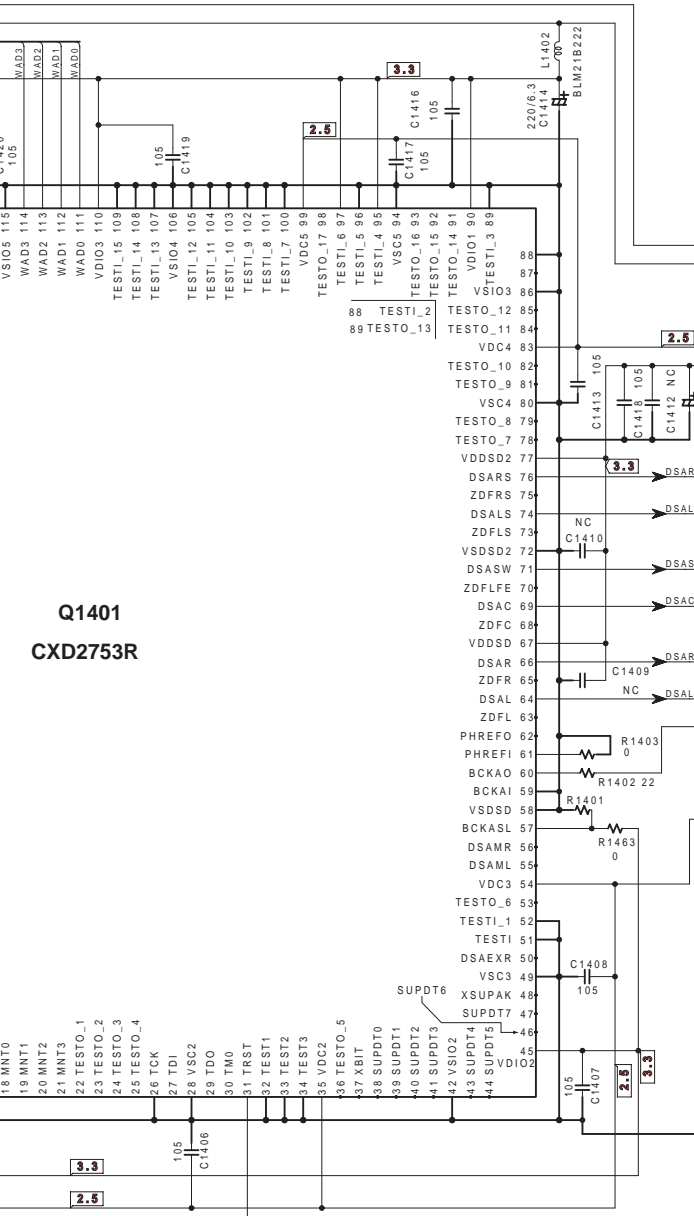 WAD3
WAD2
WAD1
WAD0
105
105
C1419
2.5
3.3
C1416
105
C1417
105
L1402
BLM21B222
220/6.3
C1414
VSIO5 115
WAD3 114
WAD2 113
WAD1 112
WAD0 111
VDIO3 110
TESTI_15 109
TESTI_14 108
TESTI_13 107
VSIO4 106
TESTI_12 105
TESTI_11 104
TESTI_10 103
TESTI_9 102
TESTI_8 101
TESTI_7 100
VDC5 99
TESTO_17 98
TESTI_6 97
TESTI_5 96
TESTI_4 95
VSC5 94
TESTO_16 93
TESTO_15 92
TESTO_14 91
VDIO1 90
TESTI_3 89
88 TESTI_2
89 TESTO_13
88
87
VSIO3 86
TESTO_12 85
TESTO_11 84
VDC4 83
2.5
TESTO_10 82
TESTO_9 81
VSC4 80
TESTO_8 79
TESTO_7 78
105
C1413
105
C1418
NC
C1412
VDDSD2 77
3.3
DSARS 76
DSAR
ZDFRS 75
DSALS 74
DSAL
ZDFLS 73
NC
C1410
VSDSD2 72
DSASW 71
DSAS
ZDFLFE 70
DSAC 69
DSAC
ZDFC 68
VDDSD 67
DSAR 66
DSAR
ZDFR 65
C1409
NC
DSAL 64
DSAL
ZDFL 63
PHREFO 62
R1403
0
PHREFI 61
BCKAO 60
R1402 22
BCKAI 59
VSDSD 58
R1401
BCKASL 57
R1463
0
DSAMR 56
DSAML 55
VDC3 54
TESTO_6 53
TESTI_1 52
TESTI 51
DSAEXR 50
C1408
105
VSC3 49
XSUPAK 48
SUPDT7 47
SUPDT6
46
45
VDIO2
Q1401
CXD2753R
18 MNT0
19 MNT1
20 MNT2
21 MNT3
22 TESTO_1
23 TESTO_2
24 TESTO_3
25 TESTO_4
26 TCK
27 TDI
28 VSC2
29 TDO
30 TM0
31 TRST
32 TEST1
33 TEST2
34 TEST3
35 VDC2
36 TESTO_5
37 XBIT
38 SUPDT0
39 SUPDT1
40 SUPDT2
41 SUPDT3
42 VSIO2
43 SUPDT4
44 SUPDT5
105
C1407
2.5
3.3
105
C1406
3.3
2.5